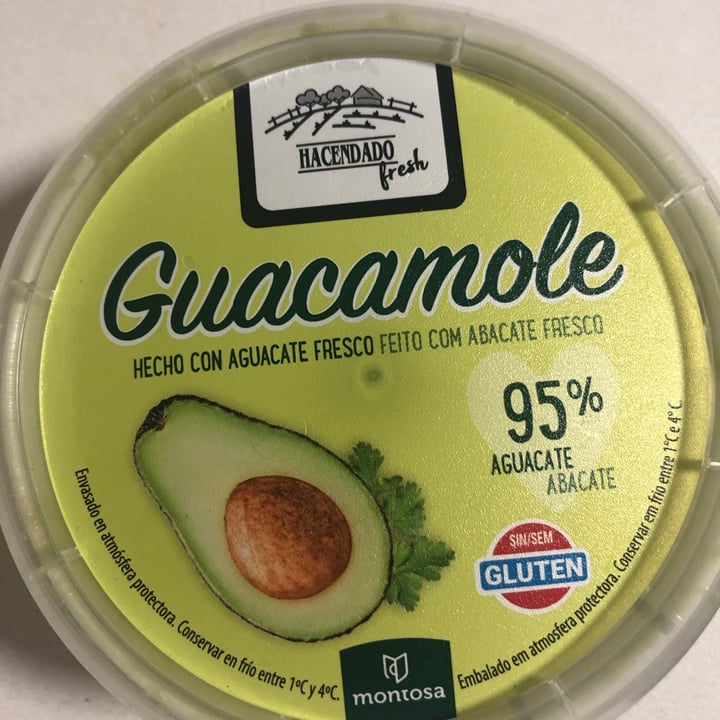 HACENDADO
fresh
Guacamole
HECHO CON AGUACATE FRESCO FEITO COM ABACATE FRESCO
95%
AGUACATE
ABACATE
SIN/SEM
GLUTEN
Envasado en atmósfera protectora. Conservar en frío entre 1ºC y 4ºC.
montosa
Embalado em atmosfera protectora. Conservar em frio entre 1ºC e 4ºC.